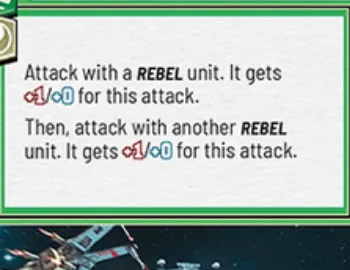 Attack with a REBEL unit. It gets
+1/+0 for this attack.
Then, attack with another REBEL
unit. It gets +1/+0 for this attack.